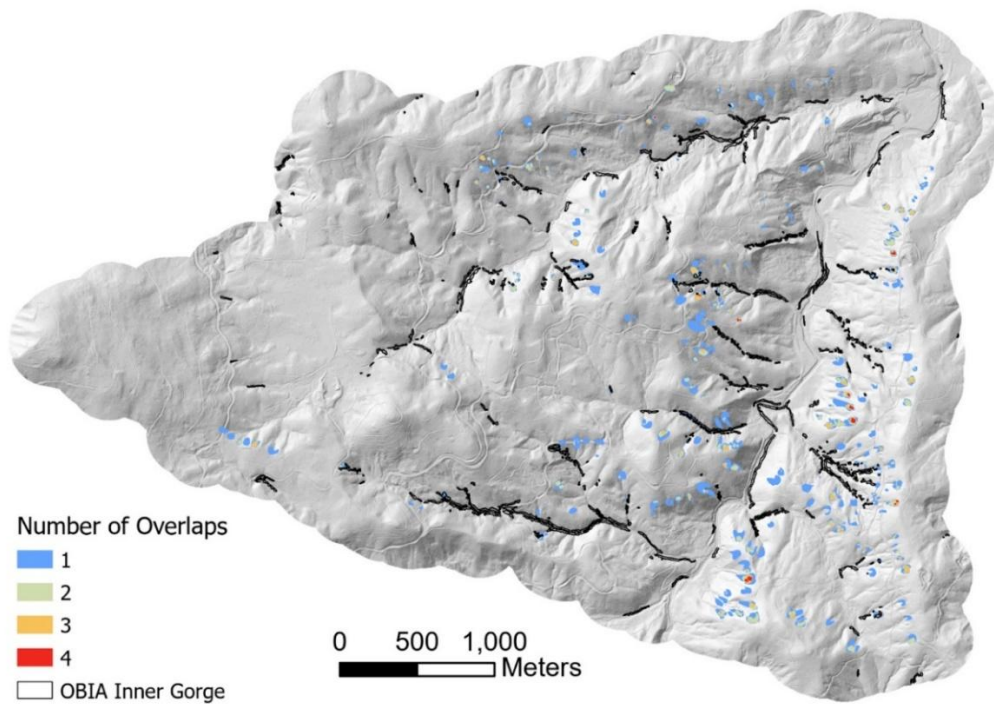 Number of Overlaps
1
2
3
4
OBIA Inner Gorge
0 500 1,000
Meters